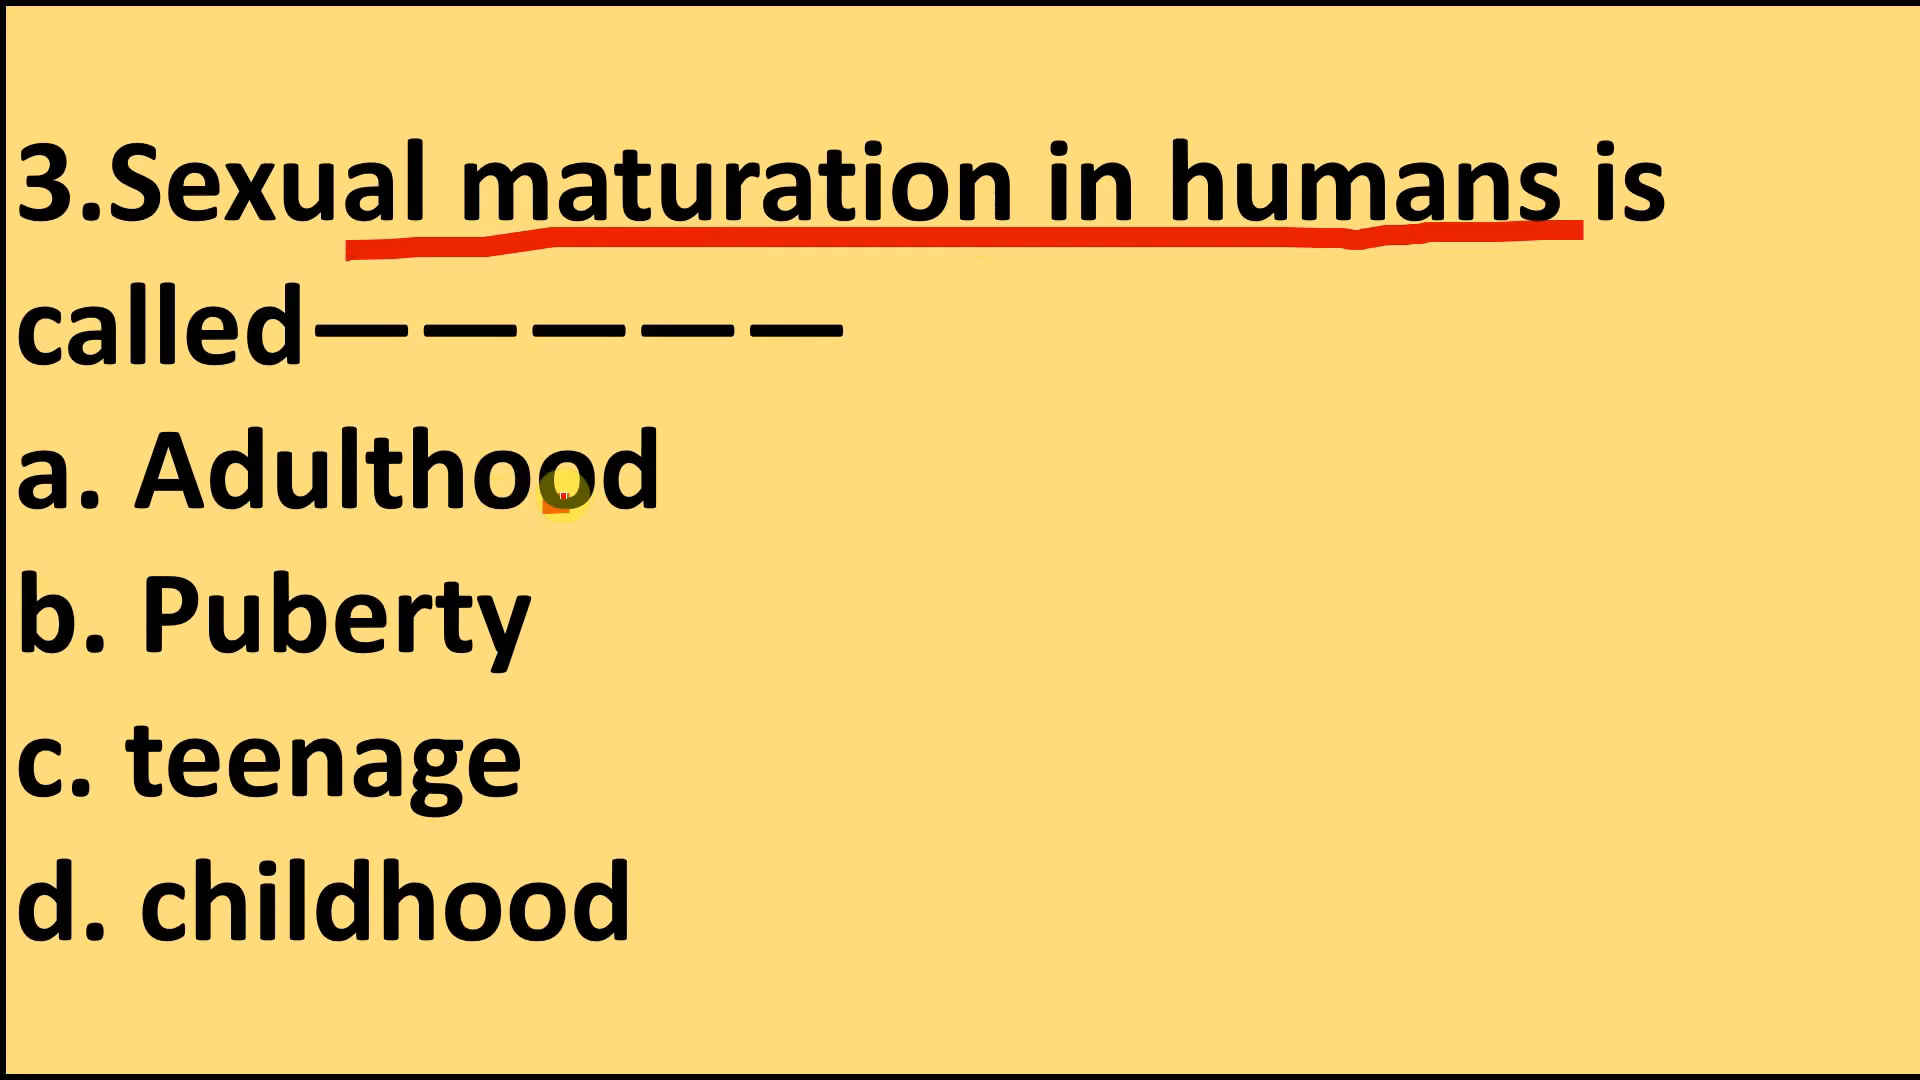 3.Sexual maturation in humans is
called—————
a. Adulthood
b. Puberty
c. teenage
d. childhood